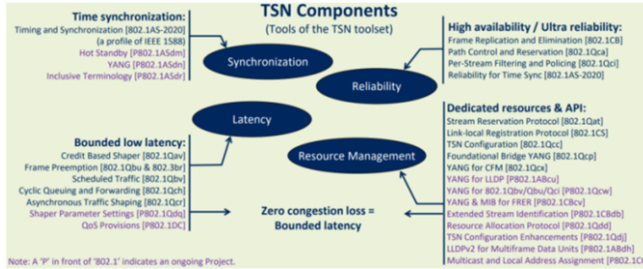 TSN Components
(Tools of the TSN toolset)
Time synchronization:
Timing and Synchronization [802.1AS-2020]
(a profile of IEEE 1588]
Hot Standby [P802.1ASdm]
YANG [P802.1ASdn]
Inclusive Terminology [P802.1ASdr]
Synchronization
High availability / Ultra reliability:
Frame Replication and Elimination [802.1CB]
Path Control and Reservation [802.1Qca]
Per-Stream Filtering and Policing [802.1Qci]
Reliability for Time Sync [802.1AS-2020]
Reliability
Bounded low latency:
Credit Based Shaper [802.1Qav]
Frame Preemption [802.1Qbu & 802.3br]
Scheduled Traffic [802.1Qbv]
Cyclic Queuing and Forwarding [802.1Qch]
Asynchronous Traffic Shaping [802.1Qcr]
Shaper Parameter Settings [P802.1Qdq]
QoS Provisions [P802.1DC]
Latency
Resource Management
Zero congestion loss =
Bounded latency
Dedicated resources & API:
Stream Reservation Protocol [802.1Qat]
Link-local Registration Protocol [802.1CS]
TSN Configuration [802.1Qcc]
Foundational Bridge YANG [802.1Qcp]
YANG for CFM [802.1Qcx]
YANG for LLDP [P802.1ABcu]
YANG for 802.1Qbv/Qbu/Qci [P802.1Qcw]
YANG & MIB for FRER [P802.1CBcv]
Extended Stream Identification [P802.1CBdb]
Resource Allocation Protocol [P802.1Qdd]
TSN Configuration Enhancements [P802.1Qdj]
LLDPv2 for Multiframe Data Units [P802.1ABdh]
Multicast and Local Address Assignment [P802.1C
Note: A 'P' in front of '802.1' indicates an ongoing Project.